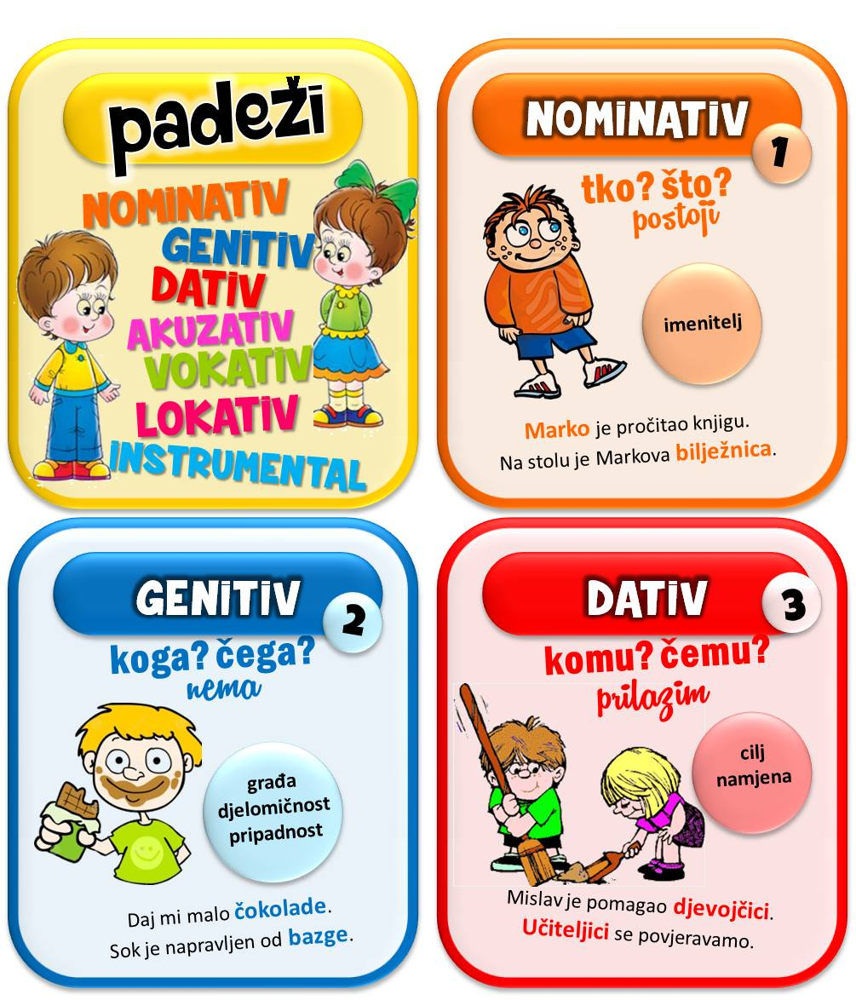 padeži
NOMINATIV
GENITIV
DATIV
AKUZATIV
VOKATIV
LOKATIV
INSTRUMENTAL
NOMINATIV
1
tko? što?
postoji
imenitelj
Marko je pročitao knjigu.
Na stolu je Markova bilježnica.
GENITIV
2
koga? čega?
nema
građa
djelomičnost
pripadnost
Daj mi malo čokolade.
Sok je napravljen od bazge.
DATIV
3
komu? čemu?
prilazim
cilj
namjena
Mislav je pomagao djevojčici.
Učiteljici se povjeravamo.